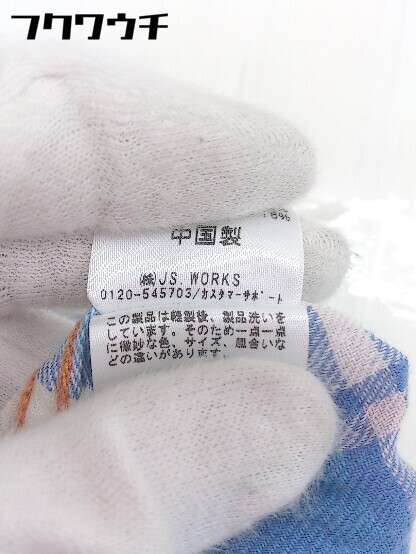 フクワウチ
8%
中国製
(株)JS.WORKS
0120-545703/カスタマーサポート
この製品は縫製後、製品洗いを
しています。そのため一点一点
に微妙な色、サイズ、風合いな
どの違いがあります。